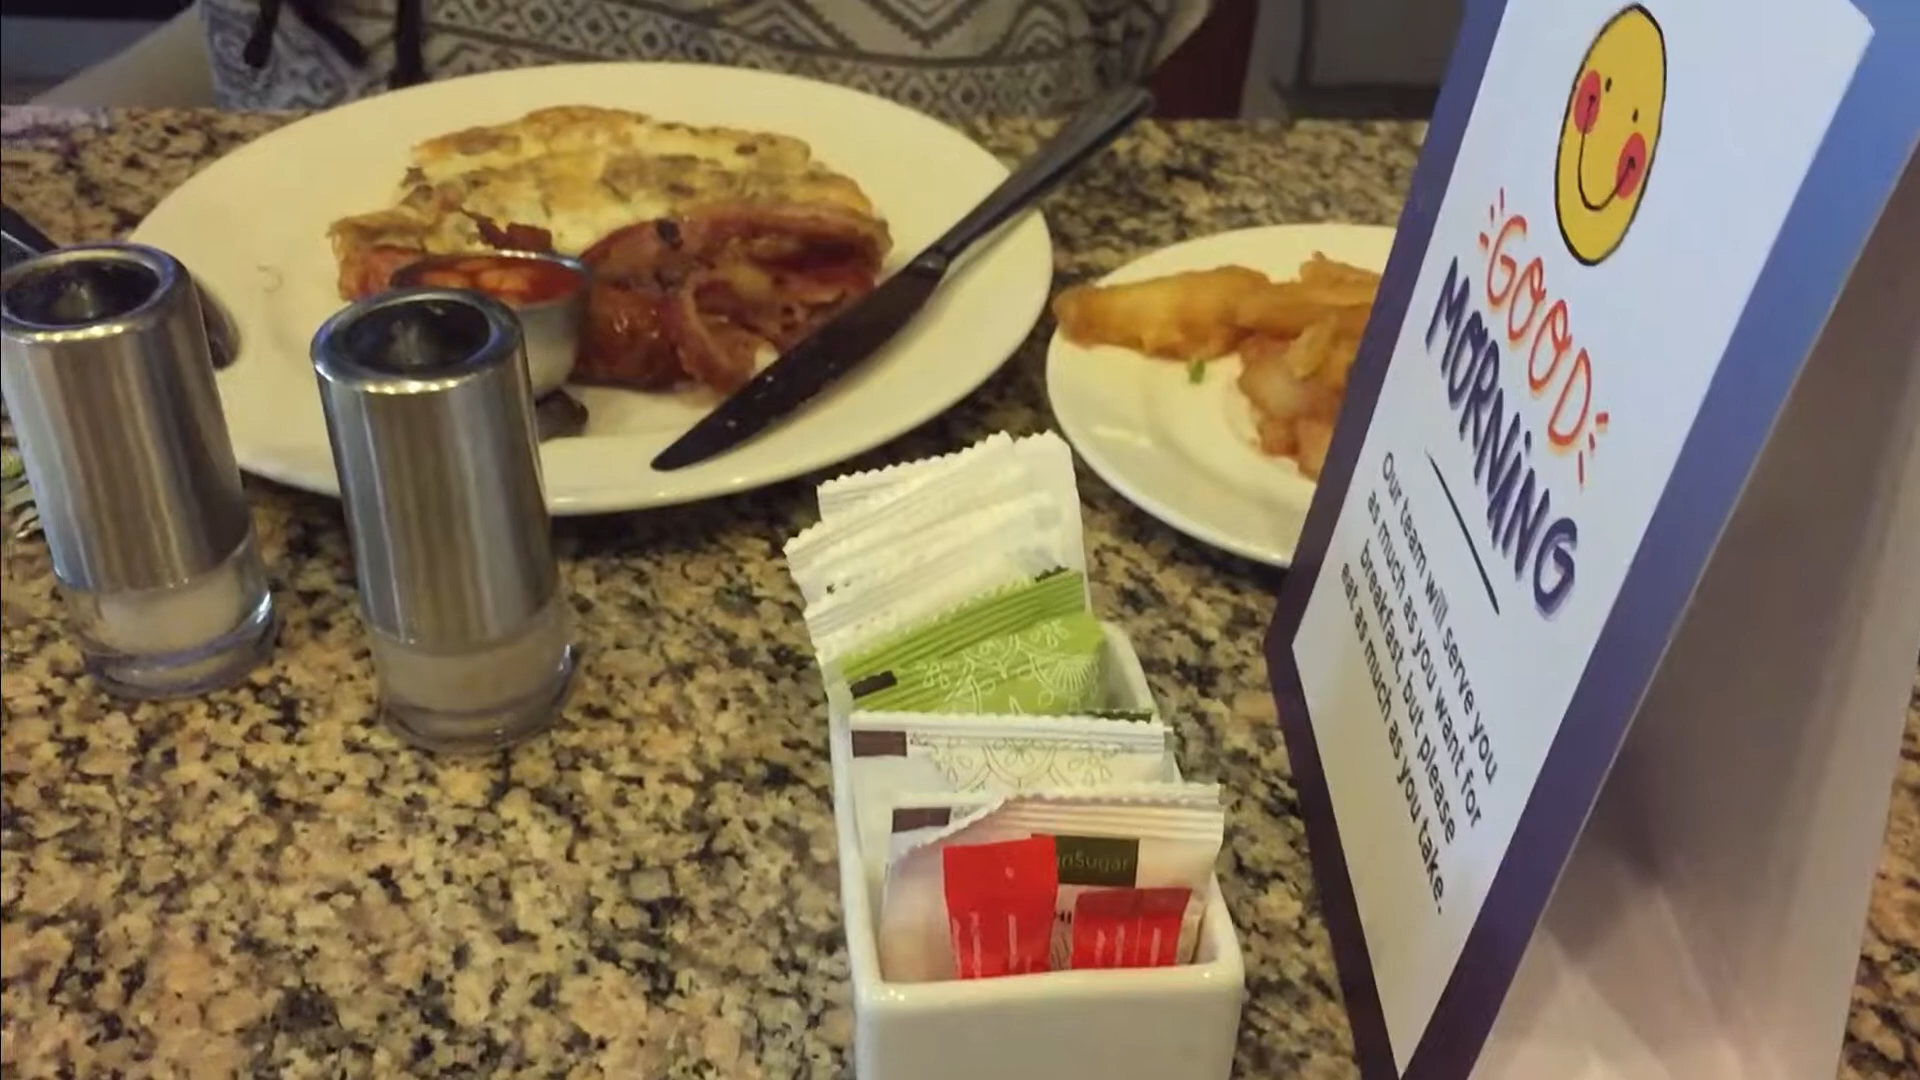 GOOD
MORNING
Our team will serve you
as much as you want for
breakfast, but please
eat as much as you take.